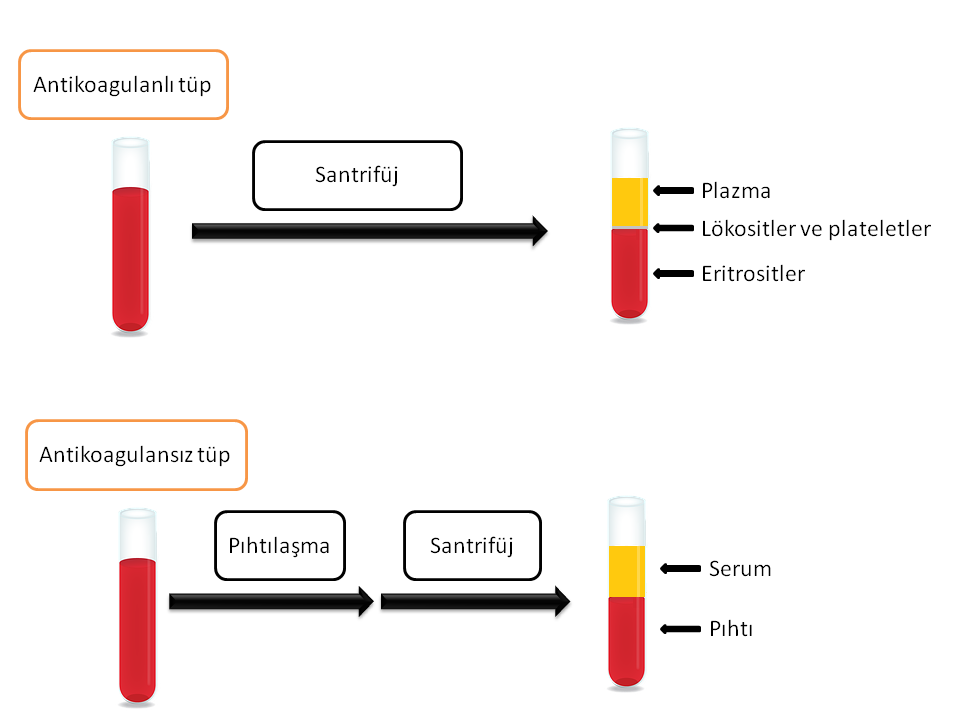 Antikoagulanlı tüp
Santrifüj
Plazma
Lökositler ve plateletler
Eritrositler
Antikoagulansız tüp
Pıhtılaşma
Santrifüj
Serum
Pıhtı